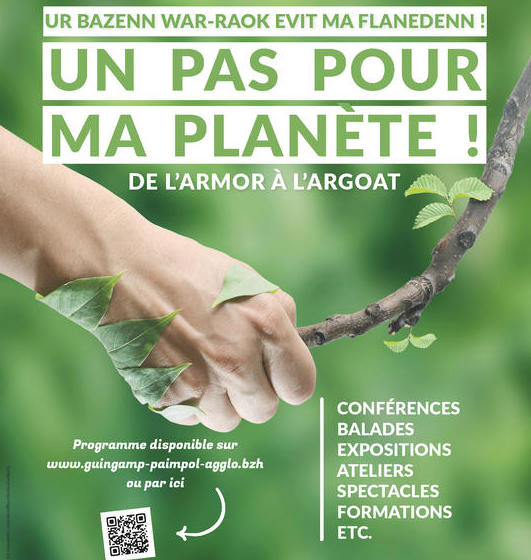 UR BAZENN WAR-RAOK EVIT MA FLANEDENN !
UN PAS POUR
MA PLANÈTE !
DE L'ARMOR À L'ARGOAT
CONFÉRENCES
BALADES
EXPOSITIONS
ATELIERS
SPECTACLES
FORMATIONS
ETC.
Programme disponible sur
www.guingamp-paimpol-agglo.bzh
ou par ici